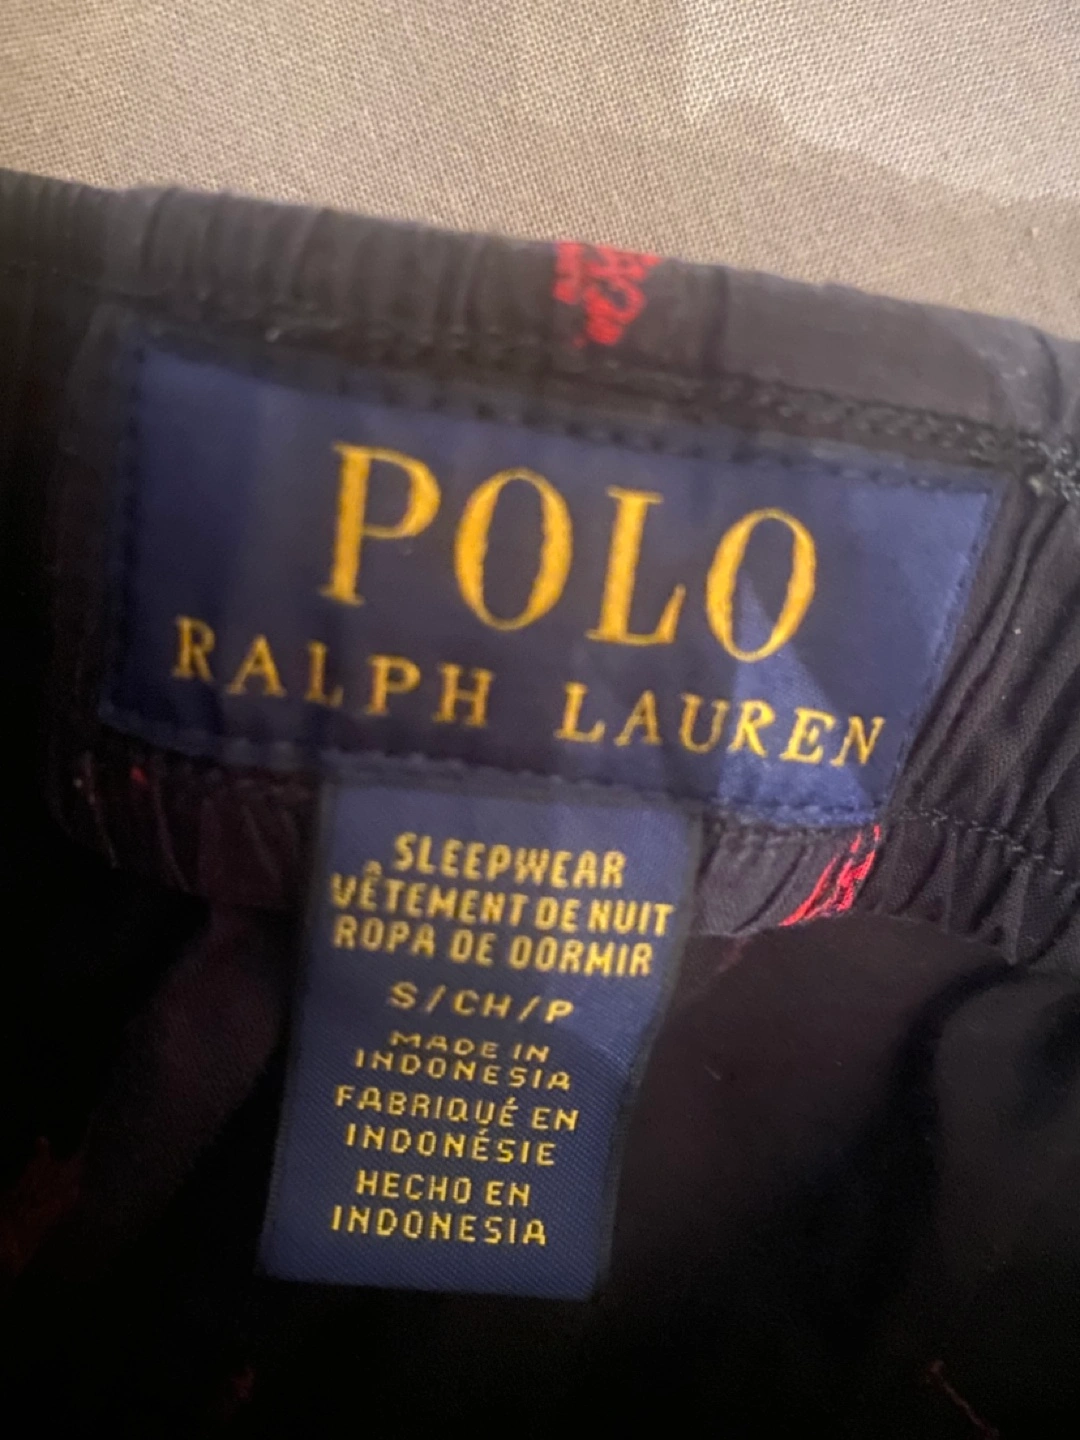 POLO
RALPH LAUREN
SLEEPWEAR
VÊTEMENT DE NUIT
ROPA DE DORMIR
S/CH/P
MADE IN
INDONESIA
FABRIQUÉ EN
INDONÉSIE
HECHO EN
INDONESIA